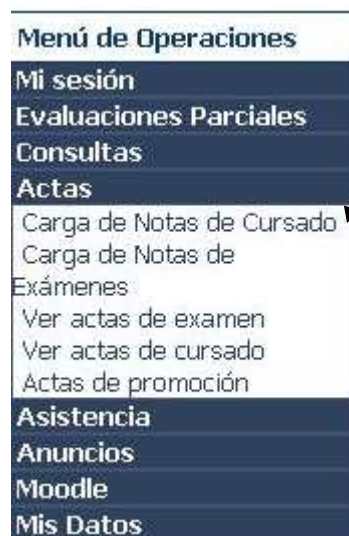 Menú de Operaciones
Mi sesión
Evaluaciones Parciales
Consultas
Actas
Carga de Notas de Cursado
Carga de Notas de
Exámenes
Ver actas de examen
Ver actas de cursado
Actas de promoción
Asistencia
Anuncios
Moodle
Mis Datos